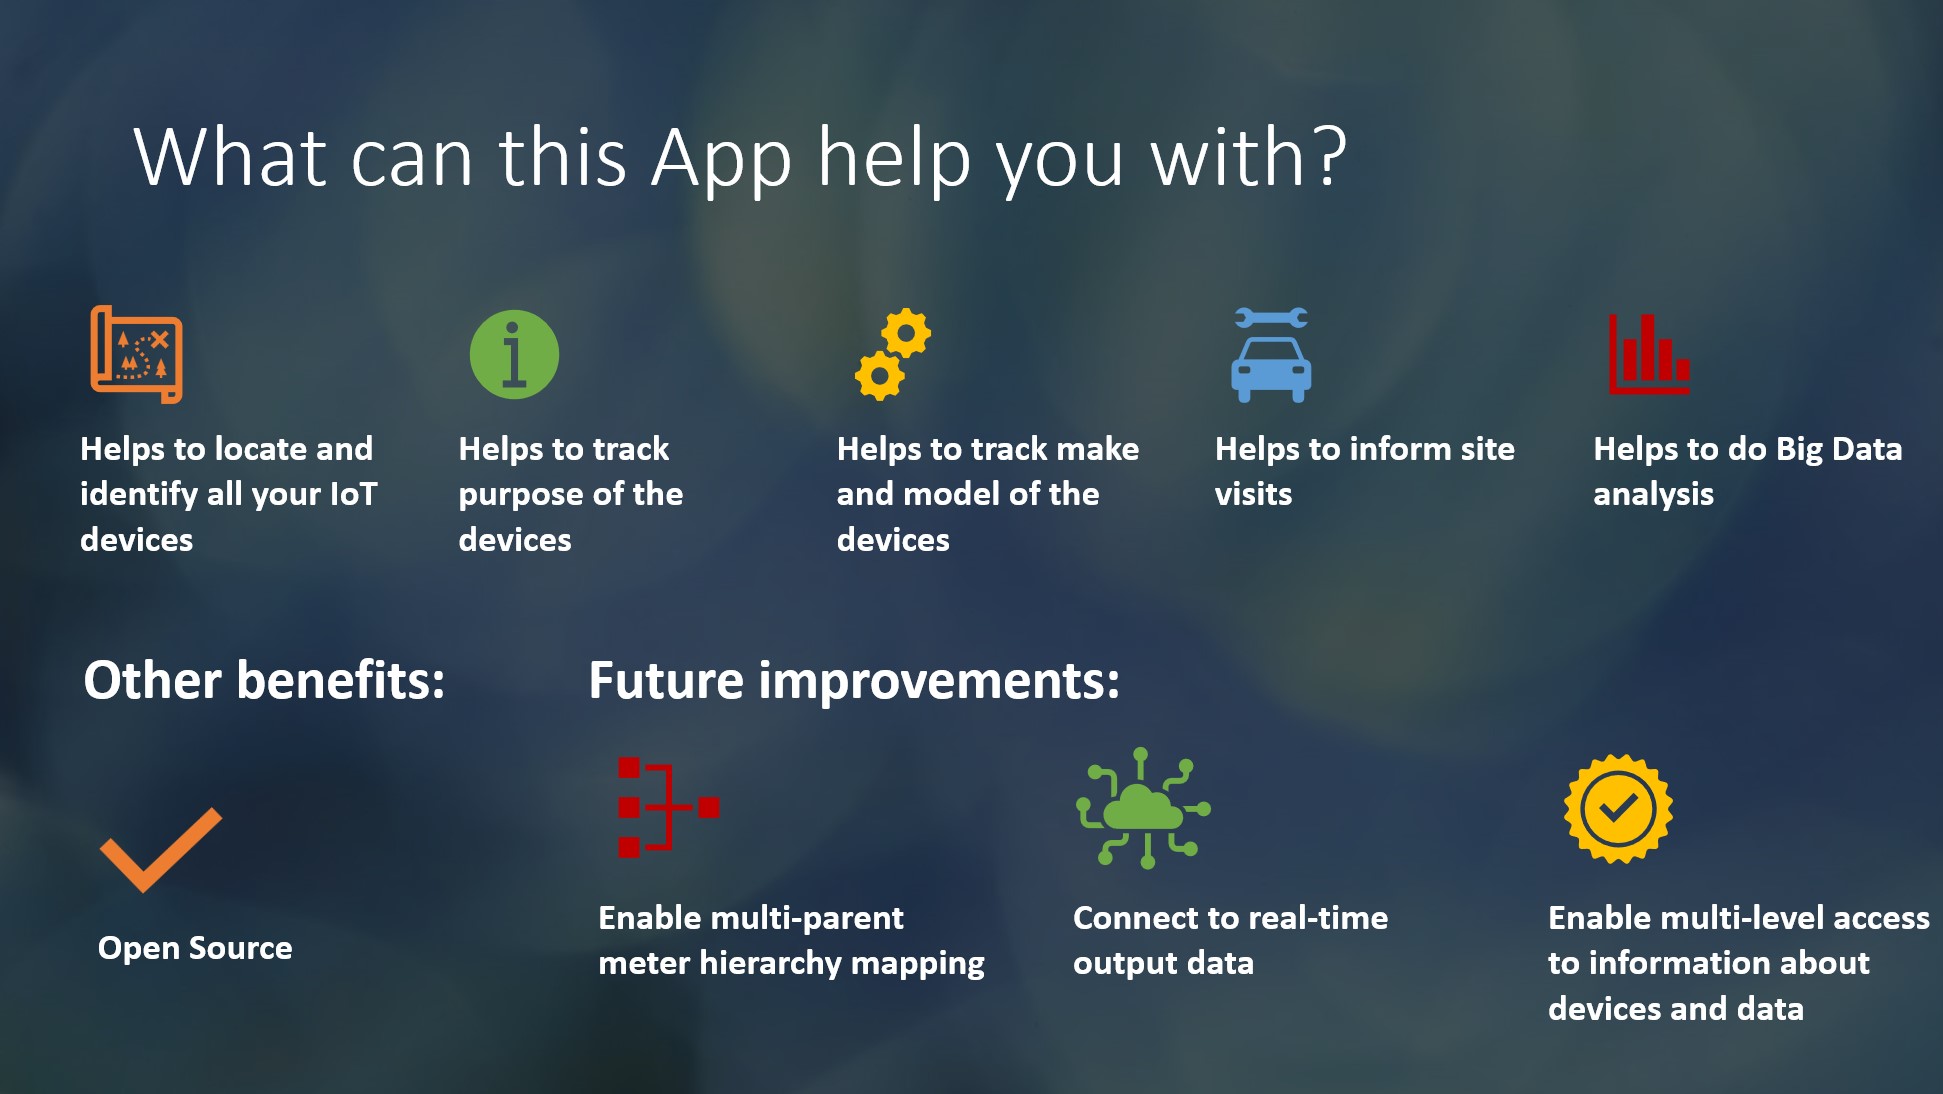 What can this App help you with?
Helps to locate and
identify all your IoT
devices
Helps to track
purpose of the
devices
Helps to track make
and model of the
devices
Helps to inform site
visits
Helps to do Big Data
analysis
Other benefits:
Open Source
Future improvements:
Enable multi-parent
meter hierarchy mapping
Connect to real-time
output data
Enable multi-level access
to information about
devices and data